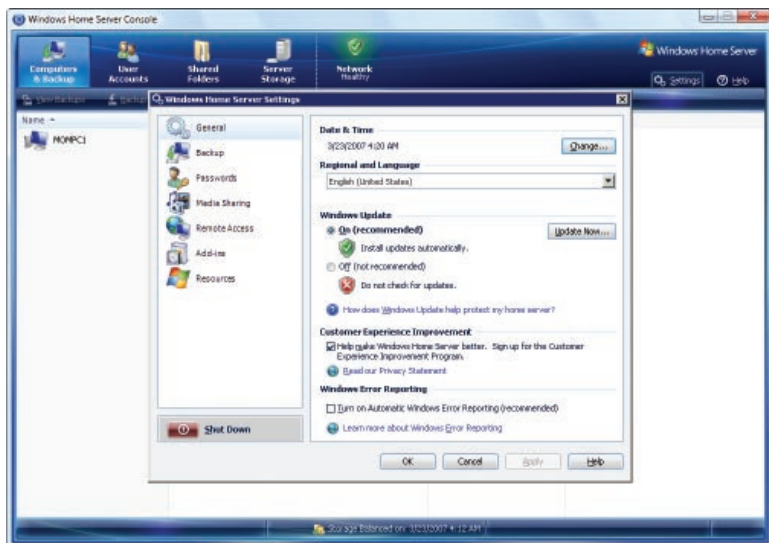 Windows Home Server Console
Computers & Backup
User Accounts
Shared Folders
Server Storage
Network
Healthy
Windows Home Server
Settings
Help
View Backups
Backup
Windows Home Server Settings
Name
MOMPC1
General
Backup
Passwords
Media Sharing
Remote Access
Add-ins
Resources
Shut Down
Date & Time
3/23/2007 4:20 AM
Change...
Regional and Language
English (United States)
Windows Update
On (recommended)
Update Now...
Install updates automatically.
Off (not recommended)
Do not check for updates.
How does Windows Update help protect my home server?
Customer Experience Improvement
Help make Windows Home Server better. Sign up for the Customer
Experience Improvement Program.
Read our Privacy Statement
Windows Error Reporting
Turn on Automatic Windows Error Reporting (recommended)
Learn more about Windows Error Reporting
OK
Cancel
Apply
Help
Storage Balanced on: 3/23/2007 4:12 AM